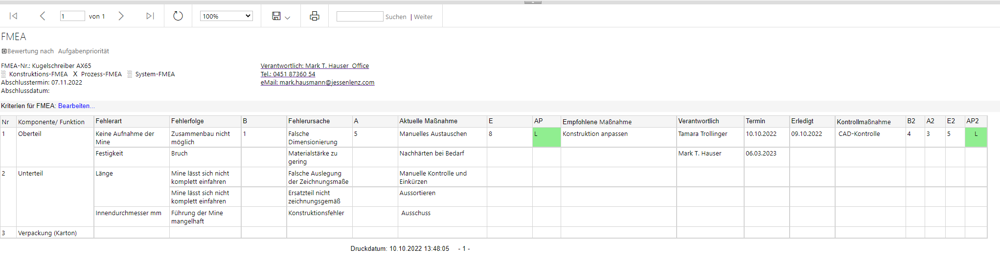 1 von 1 100% Suchen | Weiter
FMEA
Bewertung nach Aufgabenpriorität
FMEA-Nr.: Kugelschreiber AX65
Konstruktions-FMEA X Prozess-FMEA System-FMEA
Abschlusstermin: 07.11.2022
Abschlussdatum:
Verantwortlich: Mark T. Hauser Office
Tel.: 0451 87360 54
eMail: mark.hausmann@jessenlenz.com
Kriterien für FMEA: Bearbeiten...
Nr Komponente/ Funktion Fehlerart Fehlerfolge B Fehlerursache A Aktuelle Maßnahme E AP Empfohlene Maßnahme Verantwortlich Termin Erledigt Kontrollmaßnahme B2 A2 E2 AP2
1 Oberteil Keine Aufnahme der Zusammenbau nicht 1 Falsche 5 Manuelles Austauschen 8 L Konstruktion anpassen Tamara Trollinger 10.10.2022 09.10.2022 CAD-Kontrolle 4 3 5 L
Mine möglich Dimensionierung
Festigkeit Bruch Materialstärke zu Nachhärten bei Bedarf Mark T. Hauser 06.03.2023
gering
2 Unterteil Länge Mine lässt sich nicht Falsche Auslegung Manuelle Kontrolle und
komplett einfahren der Zeichnungsmaße Einkürzen
Mine lässt sich nicht Ersatzteil nicht Aussortieren
komplett einfahren zeichnungsgemäß
Innendurchmesser mm Führung der Mine Konstruktionsfehler Ausschuss
mangelhaft
3 Verpackung (Karton)
Druckdatum: 10.10.2022 13:48:05 - 1 -